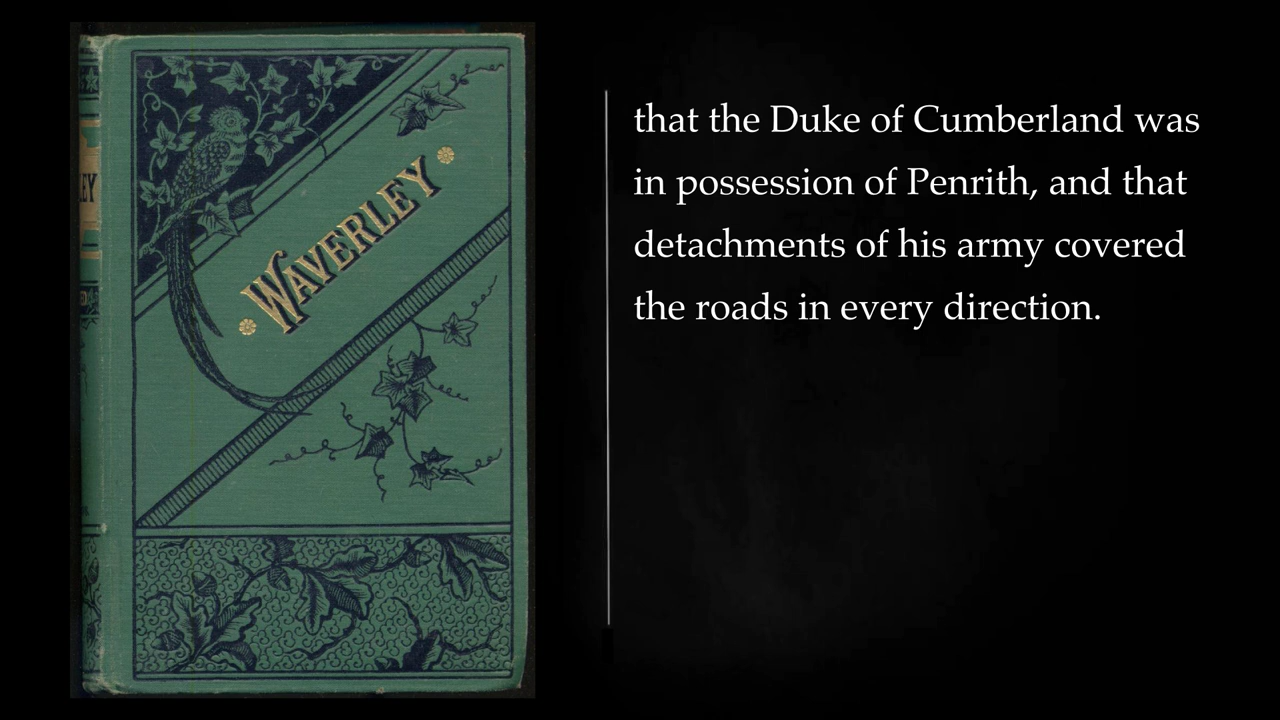 WAVERLEY
LEY
that the Duke of Cumberland was
in possession of Penrith, and that
detachments of his army covered
the roads in every direction.